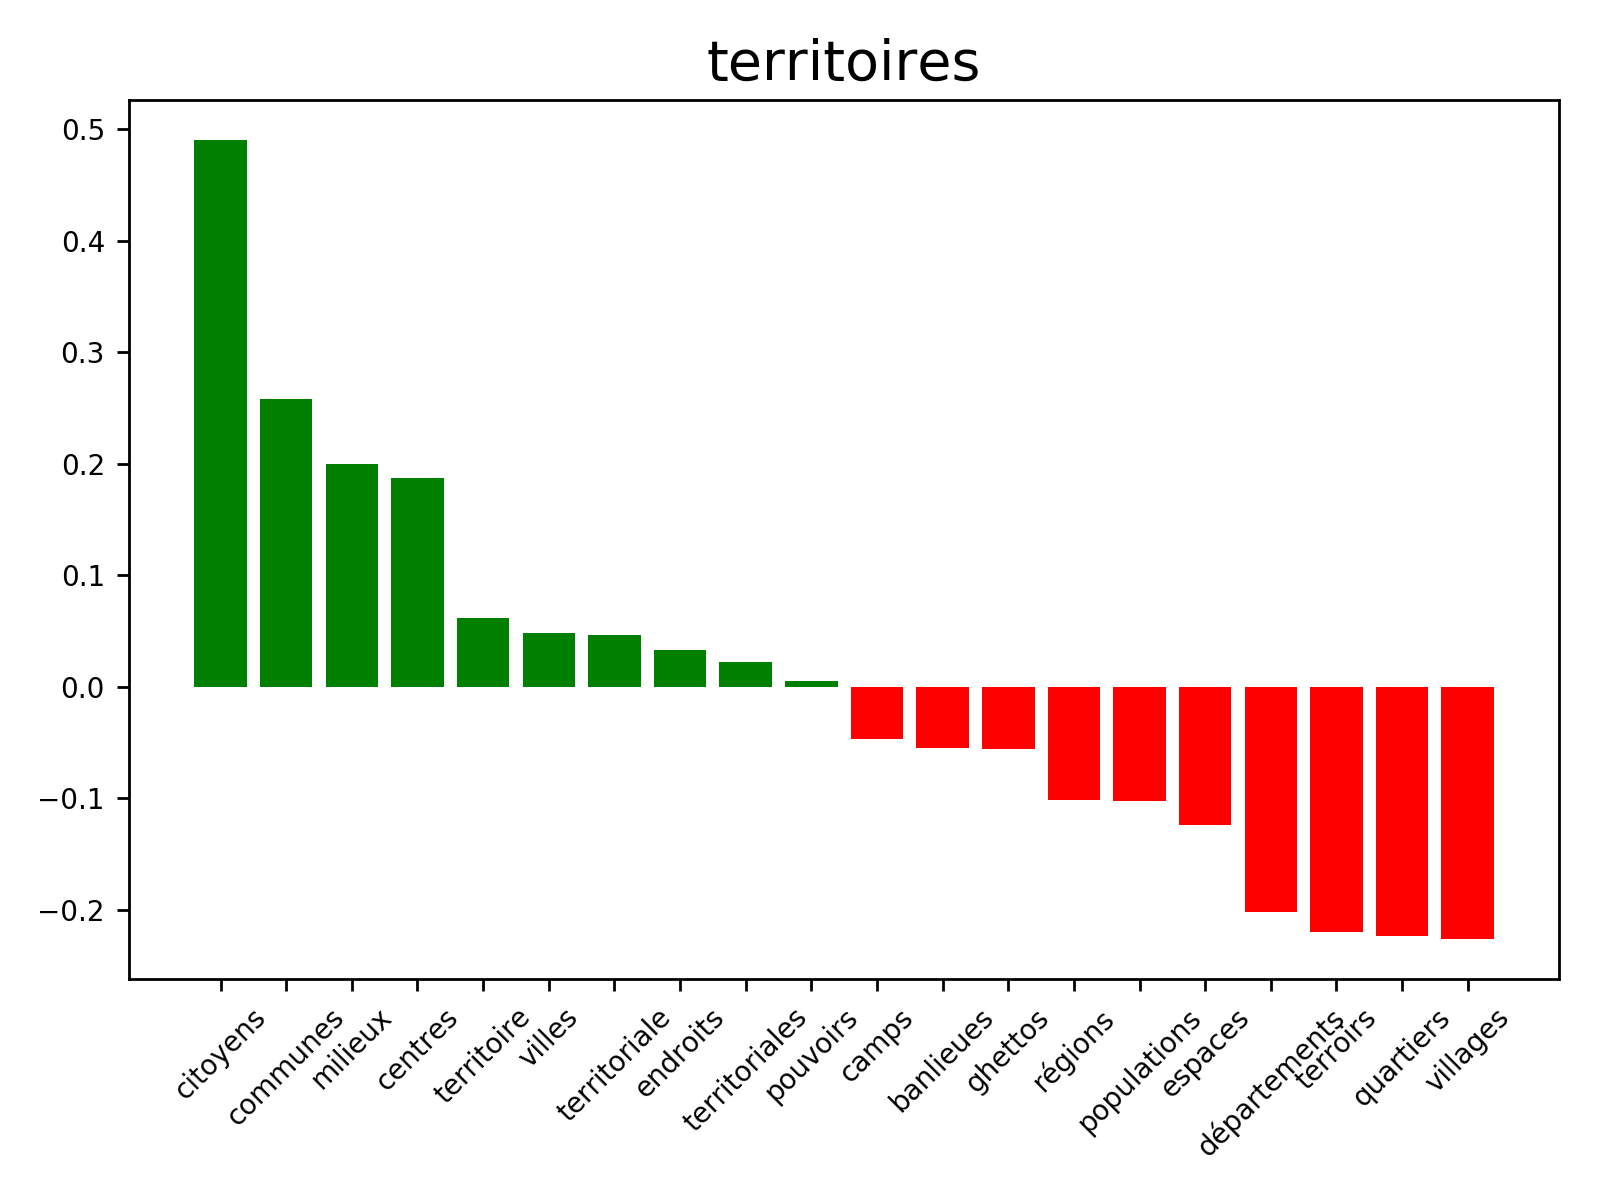 territoires
0.5
0.4
0.3
0.2
0.1
0.0
−0.1
−0.2
citoyens
communes
milieux
centres
territoire
villes
territoriale
endroits
territoriales
pouvoirs
camps
banlieues
ghettos
régions
populations
espaces
départements
terroirs
quartiers
villages